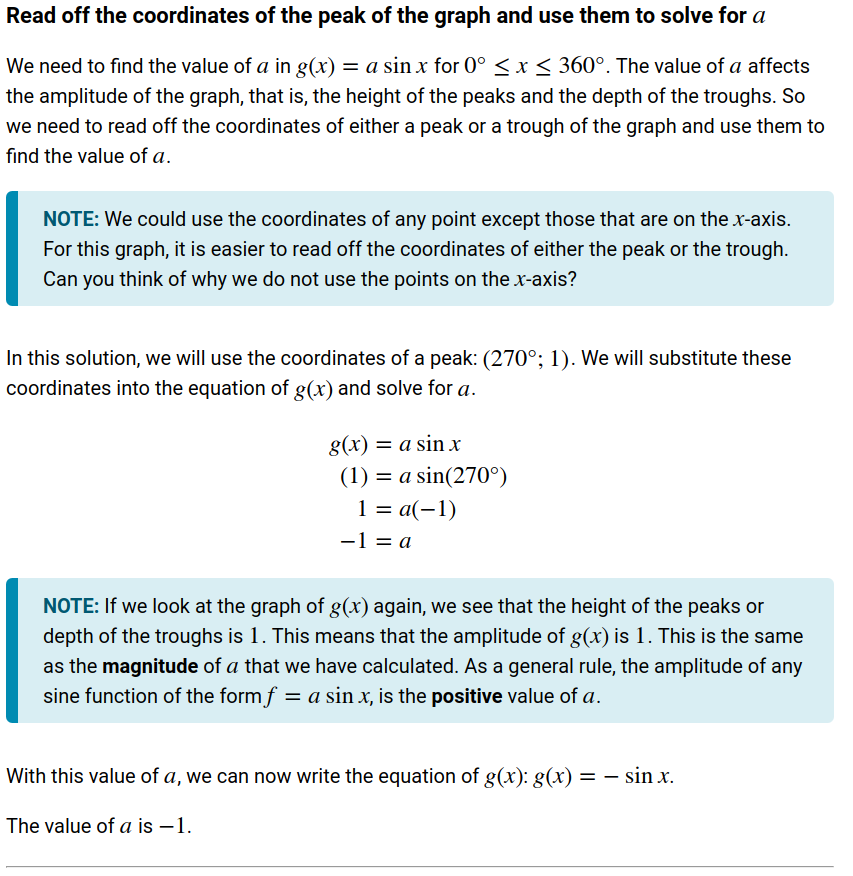 Read off the coordinates of the peak of the graph and use them to solve for a
We need to find the value of a in g(x) = a sin x for 0° ≤ x ≤ 360°. The value of a affects
the amplitude of the graph, that is, the height of the peaks and the depth of the troughs. So
we need to read off the coordinates of either a peak or a trough of the graph and use them to
find the value of a.
NOTE: We could use the coordinates of any point except those that are on the x-axis.
For this graph, it is easier to read off the coordinates of either the peak or the trough.
Can you think of why we do not use the points on the x-axis?
In this solution, we will use the coordinates of a peak: (270°; 1). We will substitute these
coordinates into the equation of g(x) and solve for a.
g(x) = a sin x
(1) = a sin(270°)
1 = a(−1)
−1 = a
NOTE: If we look at the graph of g(x) again, we see that the height of the peaks or
depth of the troughs is 1. This means that the amplitude of g(x) is 1. This is the same
as the magnitude of a that we have calculated. As a general rule, the amplitude of any
sine function of the form f = a sin x, is the positive value of a.
With this value of a, we can now write the equation of g(x): g(x) = − sin x.
The value of a is −1.